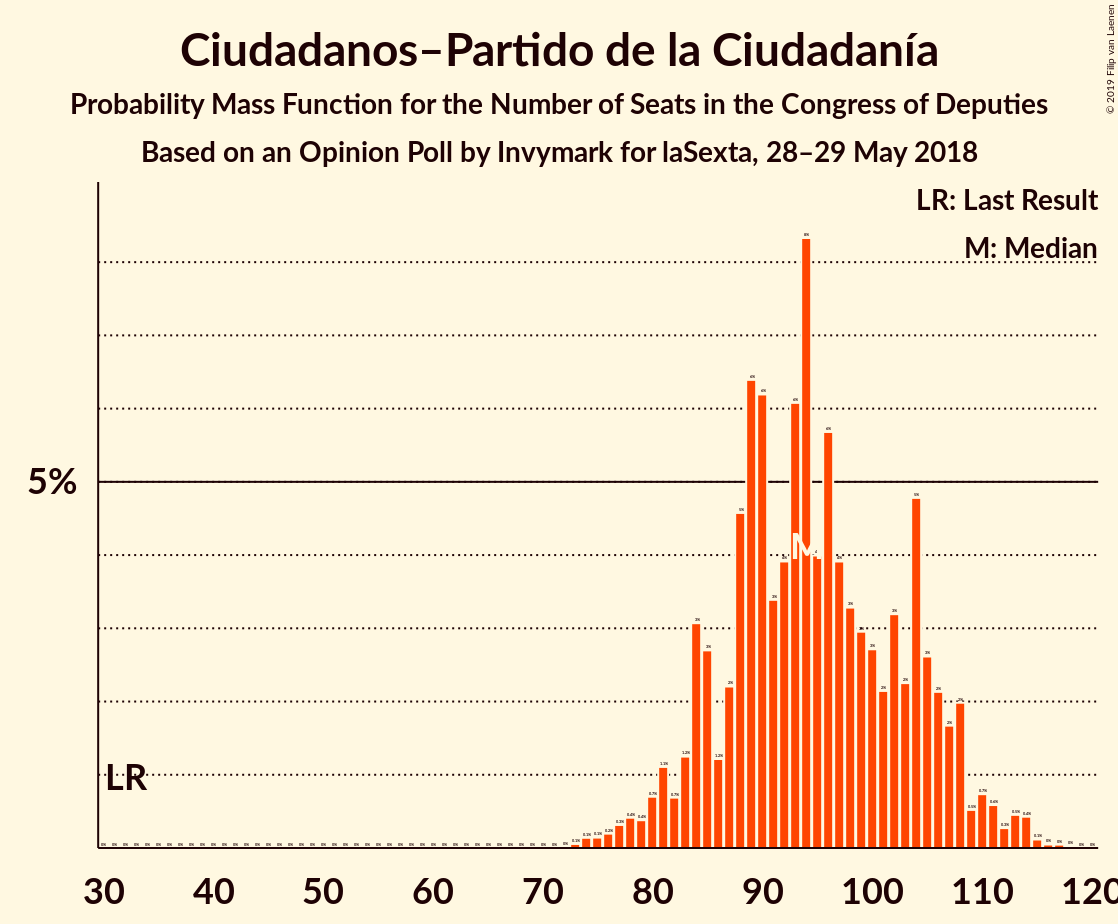 Ciudadanos–Partido de la Ciudadanía
Probability Mass Function for the Number of Seats in the Congress of Deputies
Based on an Opinion Poll by Invymark for laSexta, 28–29 May 2018
© 2019 Filip van Laenen
LR: Last Result
M: Median
5%
M
LR
30 40 50 60 70 80 90 100 110 120